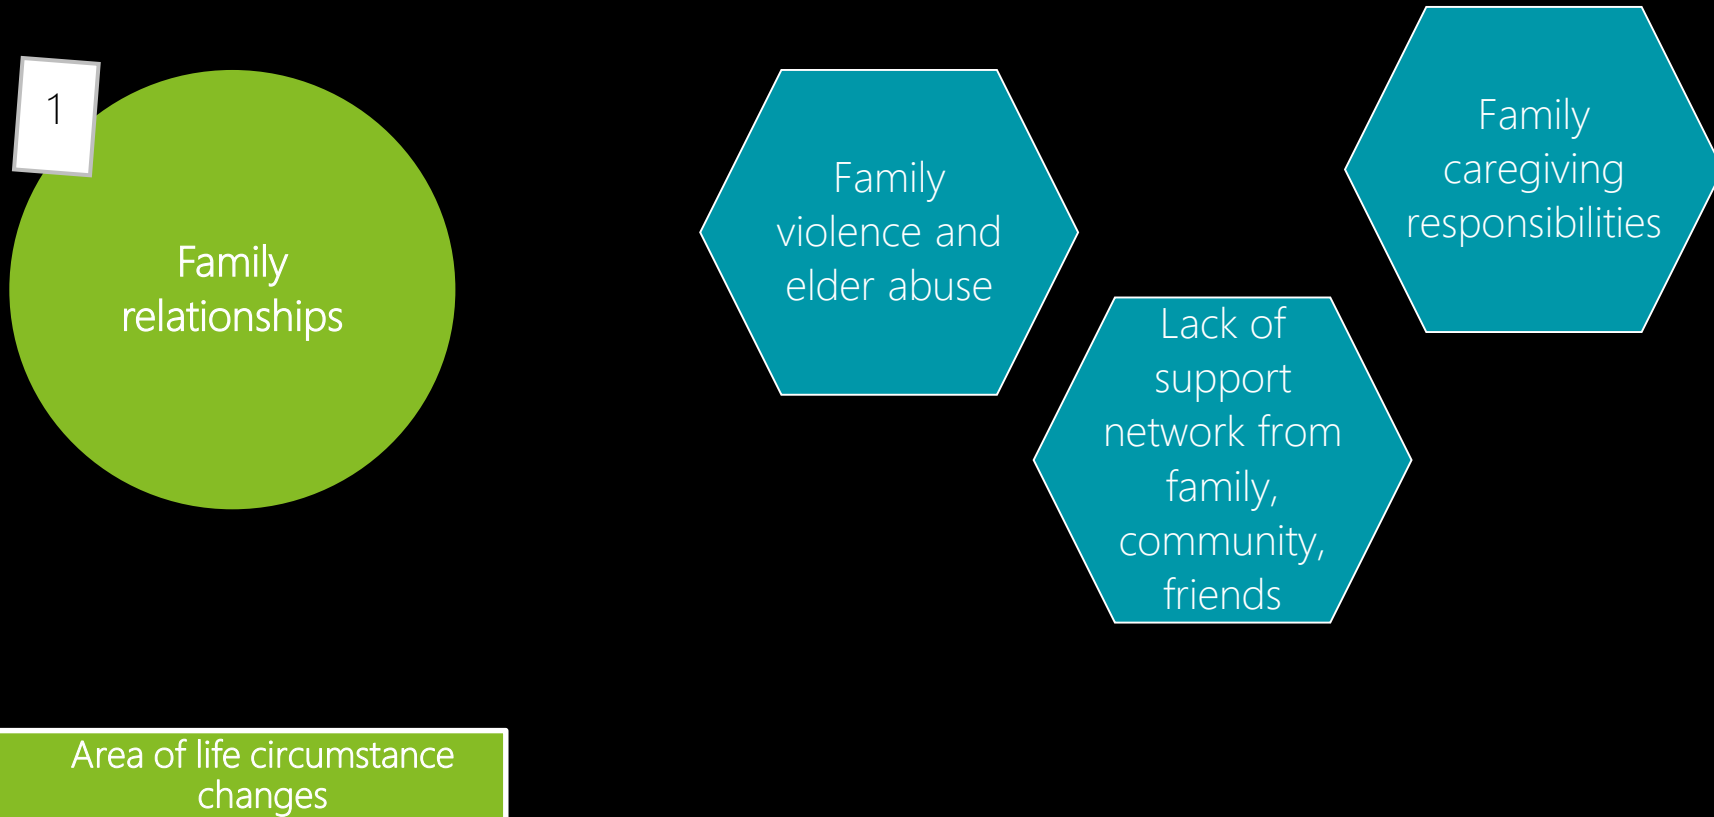 1
Family
relationships
Family
violence and
elder abuse
Lack of
support
network from
family,
community,
friends
Family
caregiving
responsibilities
Area of life circumstance
changes